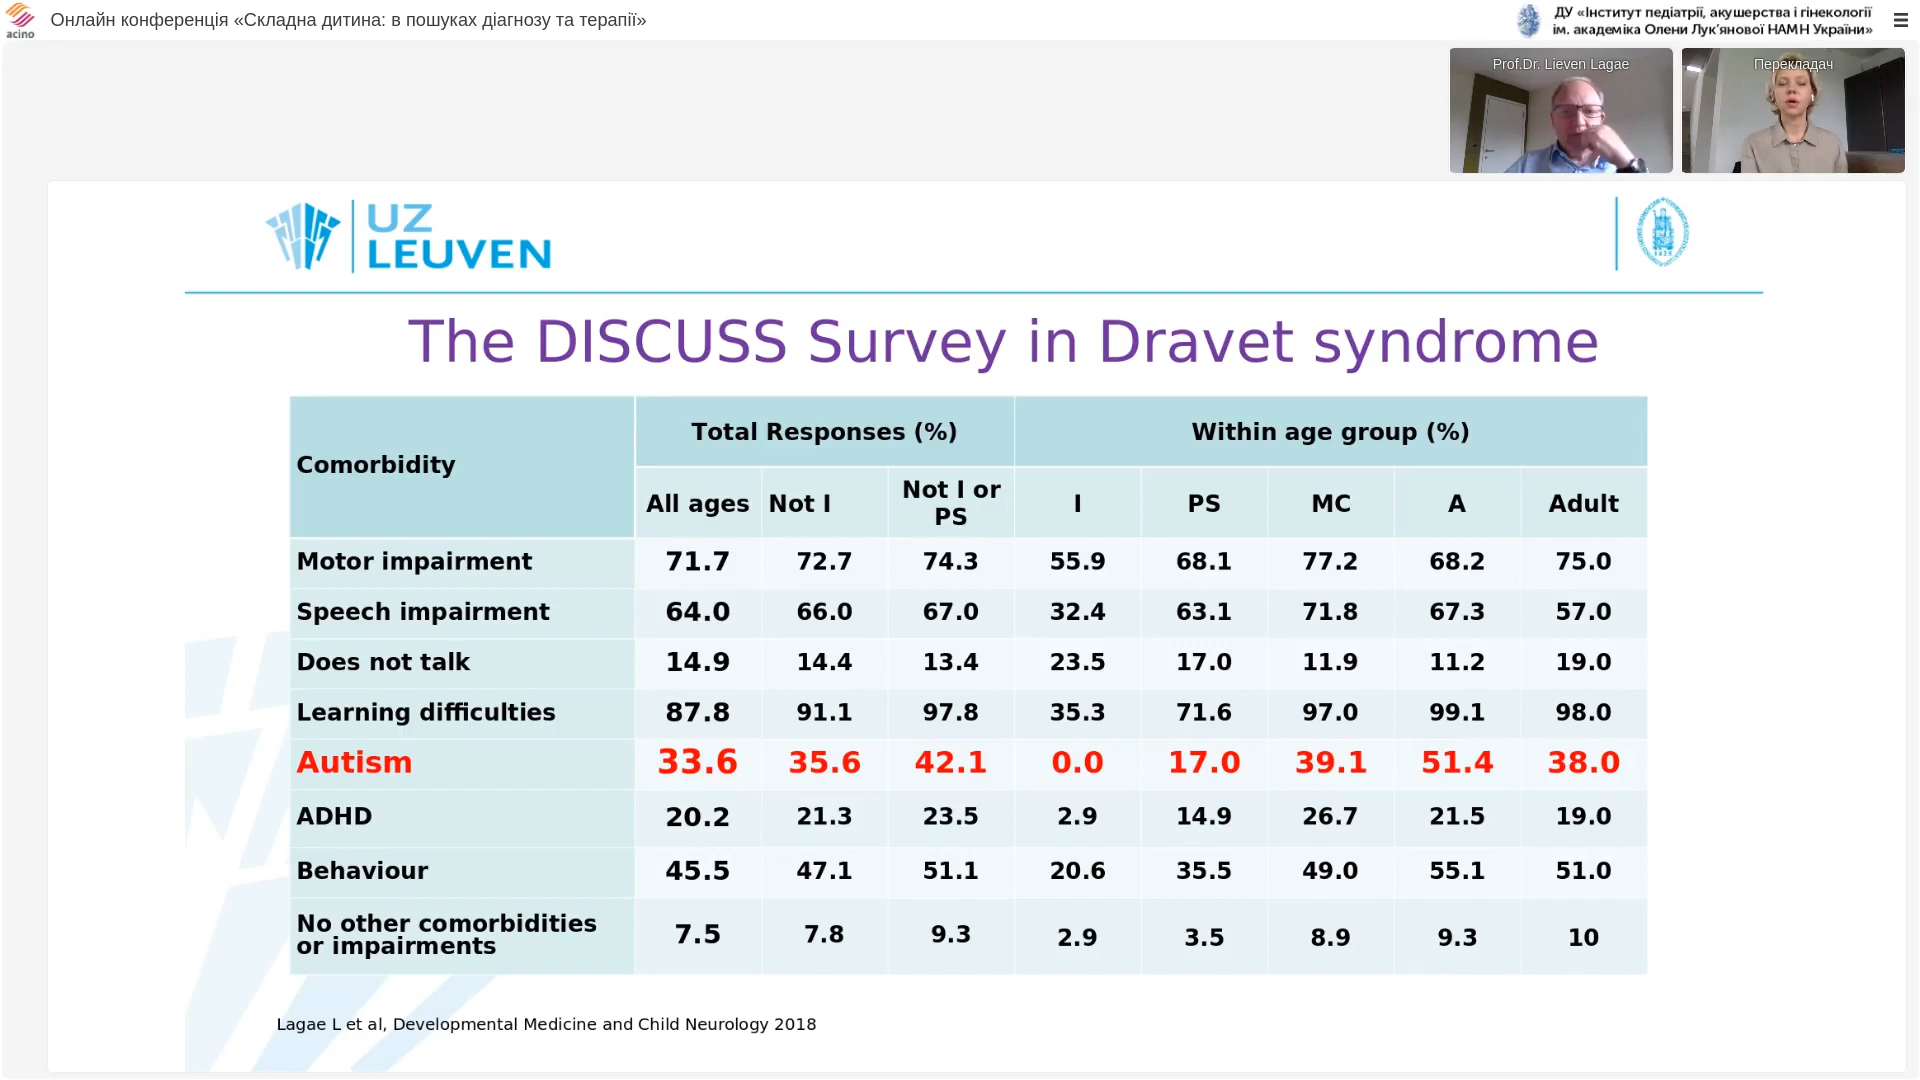 acino
Онлайн конференція «Складна дитина: в пошуках діагнозу та терапії»
ДУ «Інститут педіатрії, акушерства і гінекології
ім. академіка Олени Лук’янової НАМН України»
Prof.Dr. Lieven Lagae
Перекладач
UZ
LEUVEN
The DISCUSS Survey in Dravet syndrome
Comorbidity Total Responses (%) Within age group (%)
All ages Not I Not I or PS I PS MC A Adult
Motor impairment 71.7 72.7 74.3 55.9 68.1 77.2 68.2 75.0
Speech impairment 64.0 66.0 67.0 32.4 63.1 71.8 67.3 57.0
Does not talk 14.9 14.4 13.4 23.5 17.0 11.9 11.2 19.0
Learning difficulties 87.8 91.1 97.8 35.3 71.6 97.0 99.1 98.0
Autism 33.6 35.6 42.1 0.0 17.0 39.1 51.4 38.0
ADHD 20.2 21.3 23.5 2.9 14.9 26.7 21.5 19.0
Behaviour 45.5 47.1 51.1 20.6 35.5 49.0 55.1 51.0
No other comorbidities
or impairments 7.5 7.8 9.3 2.9 3.5 8.9 9.3 10
Lagae L et al, Developmental Medicine and Child Neurology 2018